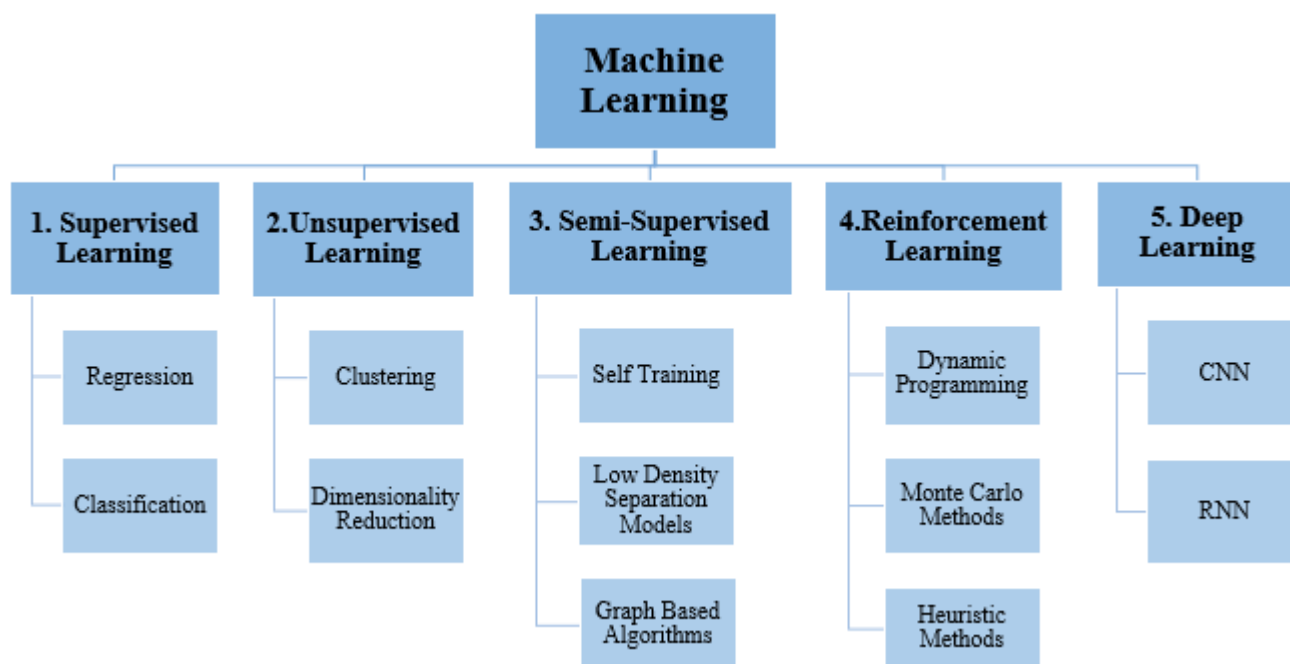 Machine
Learning
1. Supervised
Learning
Regression
Classification
2.Unsupervised
Learning
Clustering
Dimensionality
Reduction
3. Semi-Supervised
Learning
Self Training
Low Density
Separation
Models
Graph Based
Algorithms
4.Reinforcement
Learning
Dynamic
Programming
Monte Carlo
Methods
Heuristic
Methods
5. Deep
Learning
CNN
RNN